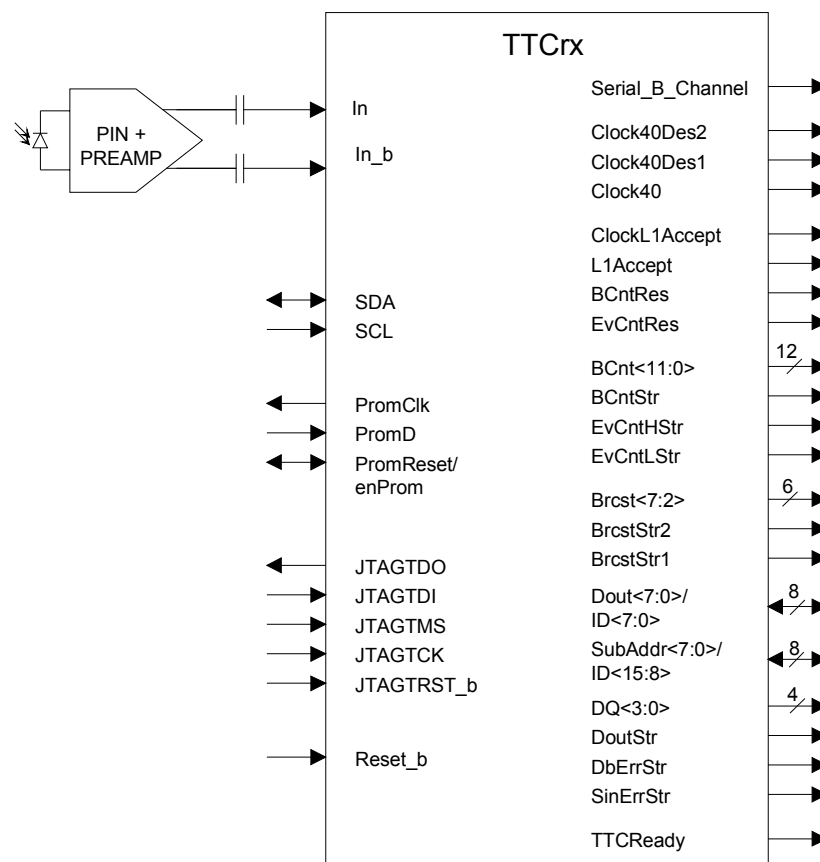 TTCrx
PIN +
PREAMP
In
In_b
SDA
SCL
PromClk
PromD
PromReset/
enProm
JTAGTDO
JTAGTDI
JTAGTMS
JTAGTCK
JTAGTRST_b
Reset_b
Serial_B_Channel
Clock40Des2
Clock40Des1
Clock40
ClockL1Accept
L1Accept
BCntRes
EvCntRes
BCnt<11:0>
12
BCntStr
EvCntHStr
EvCntLStr
Brcst<7:2>
6
BrcstStr2
BrcstStr1
Dout<7:0>/
ID<7:0>
8
SubAddr<7:0>/
ID<15:8>
8
DQ<3:0>
4
DoutStr
DbErrStr
SinErrStr
TTCReady